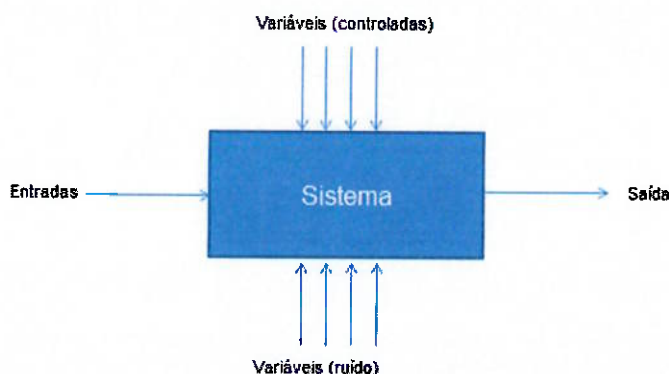 Variáveis (controladas)
Entradas
Sistema
Saída
Variáveis (ruído)